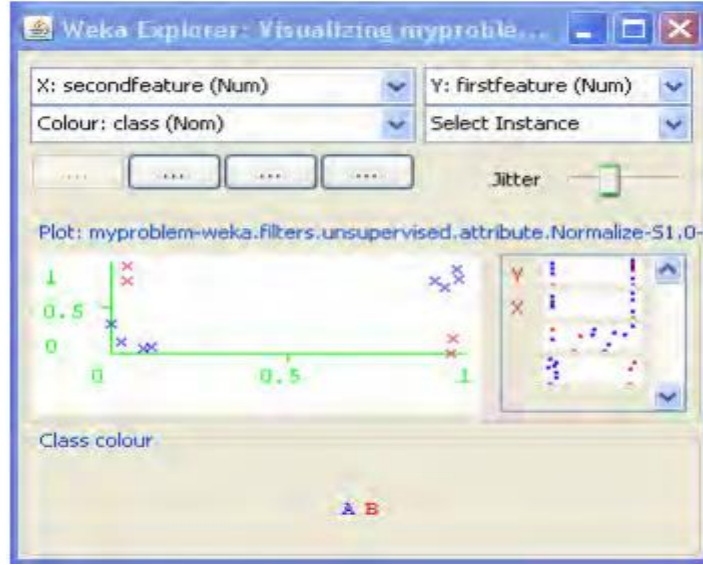 Weka Explorer: Visualizing myproble...
X: secondfeature (Num) Y: firstfeature (Num)
Colour: class (Nom) Select Instance
... ... ... ... Jitter
Plot: myproblem-weka.filters.unsupervised.attribute.Normalize-S1.0-
1
0.5
0
0 0.5 1
Y
X
Class colour
A B